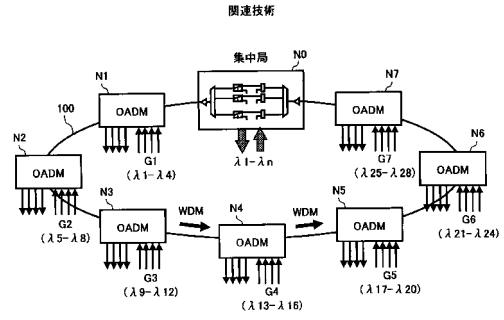 関連技術
集中局
N0
N1
N7
OADM
OADM
100
N2
N6
λ1-λn
G1
(λ1-λ4)
G7
(λ25-λ28)
OADM
OADM
N3
N5
WDM
N4
WDM
G2
(λ5-λ8)
G6
(λ21-λ24)
OADM
OADM
OADM
G3
(λ9-λ12)
G4
(λ13-λ16)
G5
(λ17-λ20)